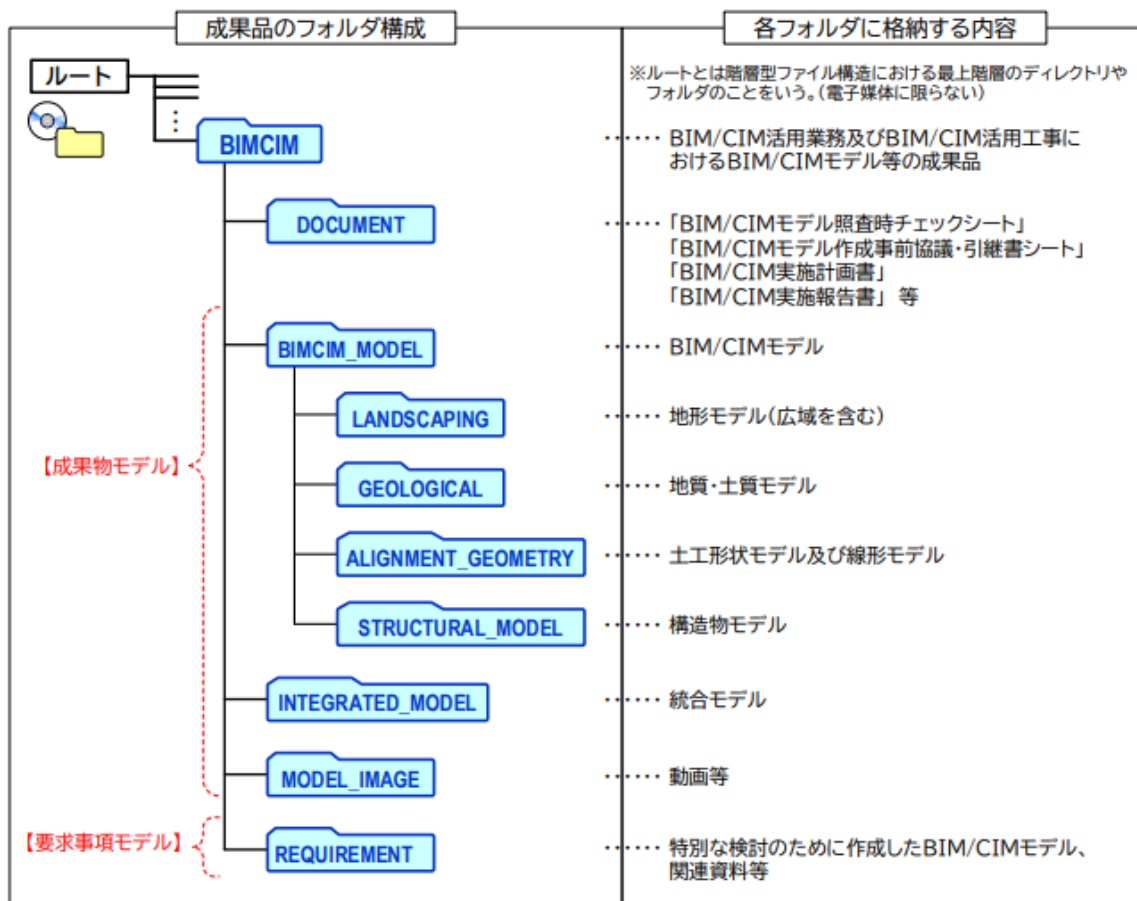 成果品のフォルダ構成
各フォルダに格納する内容
ルート
※ルートとは階層型ファイル構造における最上階層のディレクトリや
フォルダのことをいう。(電子媒体に限らない)
BIMCIM
…… BIM/CIM活用業務及びBIM/CIM活用工事に
おけるBIM/CIMモデル等の成果品
DOCUMENT
…… 「BIM/CIMモデル照査時チェックシート」
「BIM/CIMモデル作成事前協議・引継書シート」
「BIM/CIM実施計画書」
「BIM/CIM実施報告書」 等
BIMCIM_MODEL
…… BIM/CIMモデル
LANDSCAPING
…… 地形モデル(広域を含む)
【成果物モデル】
GEOLOGICAL
…… 地質・土質モデル
ALIGNMENT_GEOMETRY
…… 土工形状モデル及び線形モデル
STRUCTURAL_MODEL
…… 構造物モデル
INTEGRATED_MODEL
…… 統合モデル
MODEL_IMAGE
…… 動画等
【要求事項モデル】
REQUIREMENT
…… 特別な検討のために作成したBIM/CIMモデル、
関連資料等